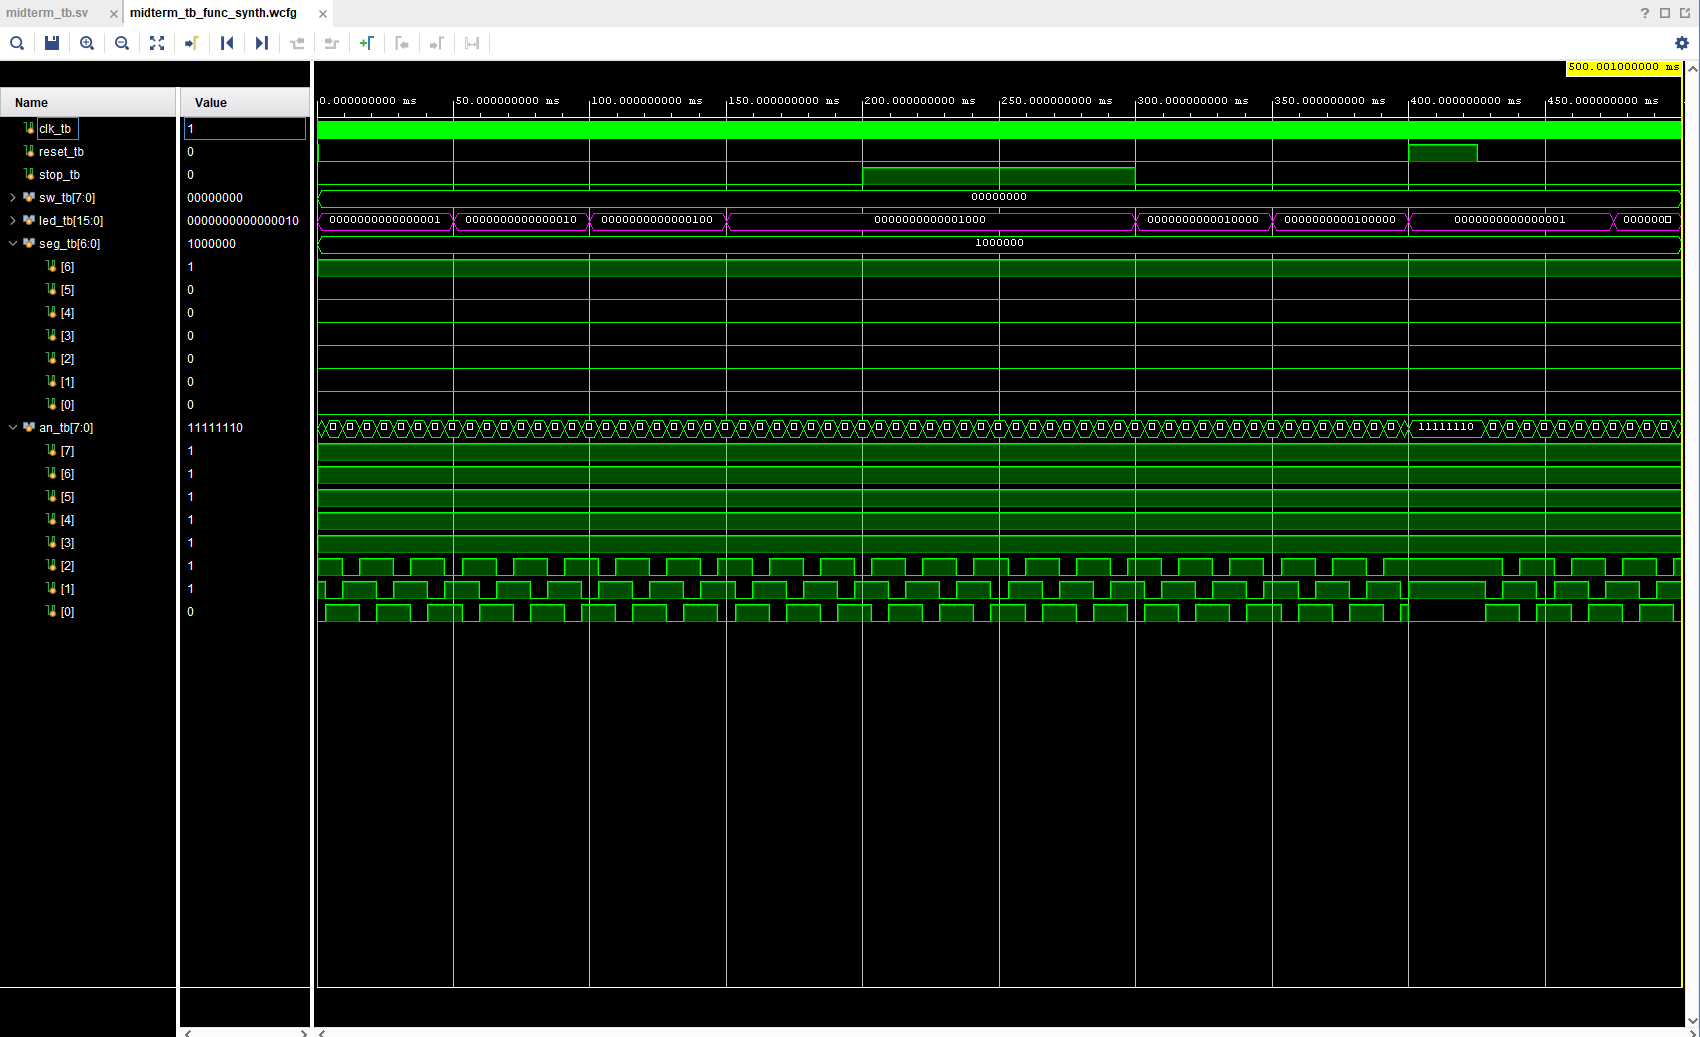 midterm_tb.sv × midterm_tb_func_synth.wcfg ×
?
500.001000000 ms
Name Value 0.000000000 ms 50.000000000 ms 100.000000000 ms 150.000000000 ms 200.000000000 ms 250.000000000 ms 300.000000000 ms 350.000000000 ms 400.000000000 ms 450.000000000 ms
clk_tb 1
reset_tb 0
stop_tb 0
sw_tb[7:0] 00000000 00000000
led_tb[15:0] 0000000000000010 0000000000000001 0000000000000010 0000000000000100 0000000000001000 0000000000010000 0000000000100000 0000000000000001 000000
seg_tb[6:0] 1000000 1000000
[6] 1
[5] 0
[4] 0
[3] 0
[2] 0
[1] 0
[0] 0
an_tb[7:0] 11111110 11111110
[7] 1
[6] 1
[5] 1
[4] 1
[3] 1
[2] 1
[1] 1
[0] 0